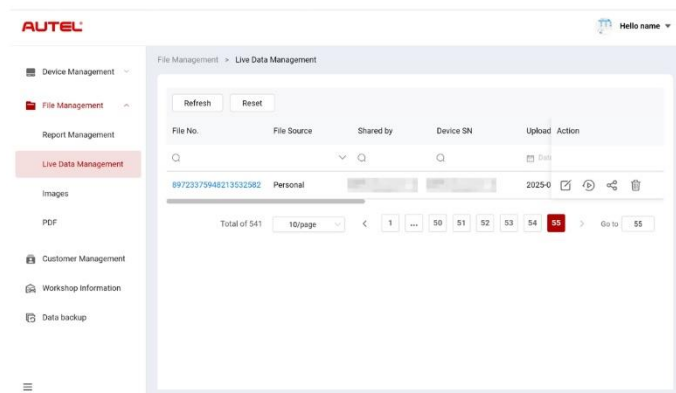 AUTEL
Hello name
File Management > Live Data Management
Device Management
File Management
Report Management
Live Data Management
Images
PDF
Customer Management
Workshop Information
Data backup
Refresh Reset
File No. File Source Shared by Device SN Upload Action
89723375948213532582 Personal 2025-0
Total of 541 10/page 1 ... 50 51 52 53 54 55 Go to 55